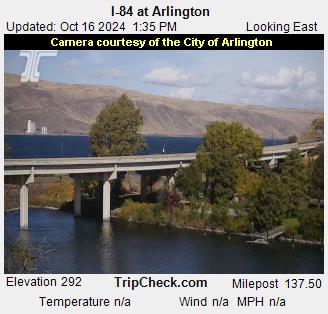 I-84 at Arlington
Updated: Oct 16 2024 1:35 PM Looking East
Camera courtesy of the City of Arlington
Elevation 292 TripCheck.com Milepost 137.50
Temperature n/a Wind n/a MPH n/a